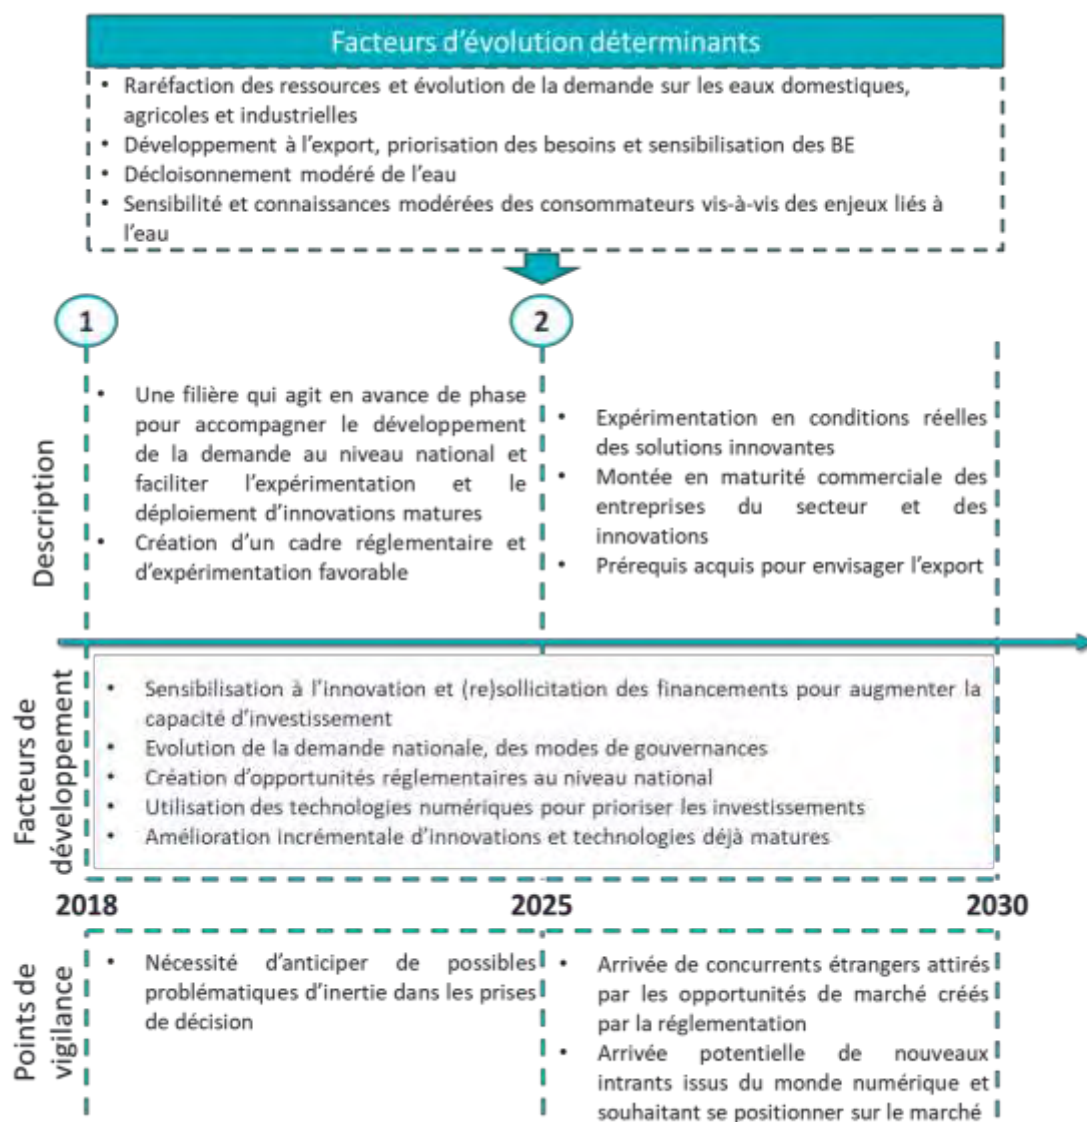 Facteurs d'évolution déterminants
• Raréfaction des ressources et évolution de la demande sur les eaux domestiques,
agricoles et industrielles
• Développement à l'export, priorisation des besoins et sensibilisation des BE
• Décloisonnement modéré de l'eau
• Sensibilité et connaissances modérées des consommateurs vis-à-vis des enjeux liés à
l'eau
1
2
Description
• Une filière qui agit en avance de phase
pour accompagner le développement
de la demande au niveau national et
faciliter l'expérimentation et le
déploiement d'innovations matures
• Création d'un cadre réglementaire et
d'expérimentation favorable
• Expérimentation en conditions réelles
des solutions innovantes
• Montée en maturité commerciale des
entreprises du secteur et des
innovations
• Prérequis acquis pour envisager l'export
Facteurs de
développement
• Sensibilisation à l'innovation et (re)sollicitation des financements pour augmenter la
capacité d'investissement
• Evolution de la demande nationale, des modes de gouvernances
• Création d'opportunités réglementaires au niveau national
• Utilisation des technologies numériques pour prioriser les investissements
• Amélioration incrémentale d'innovations et technologies déjà matures
2018
2025
2030
Points de
vigilance
• Nécessité d'anticiper de possibles
problématiques d'inertie dans les prises
de décision
• Arrivée de concurrents étrangers attirés
par les opportunités de marché créés
par la réglementation
• Arrivée potentielle de nouveaux
intrants issus du monde numérique et
souhaitant se positionner sur le marché